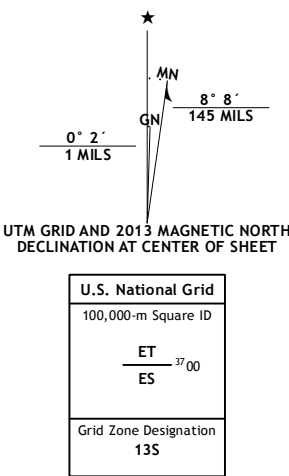 ★
MN
GN
8° 8´
145 MILS
0° 2´
1 MILS
UTM GRID AND 2013 MAGNETIC NORTH
DECLINATION AT CENTER OF SHEET
U.S. National Grid
100,000-m Square ID
ET
3700
ES
Grid Zone Designation
13S